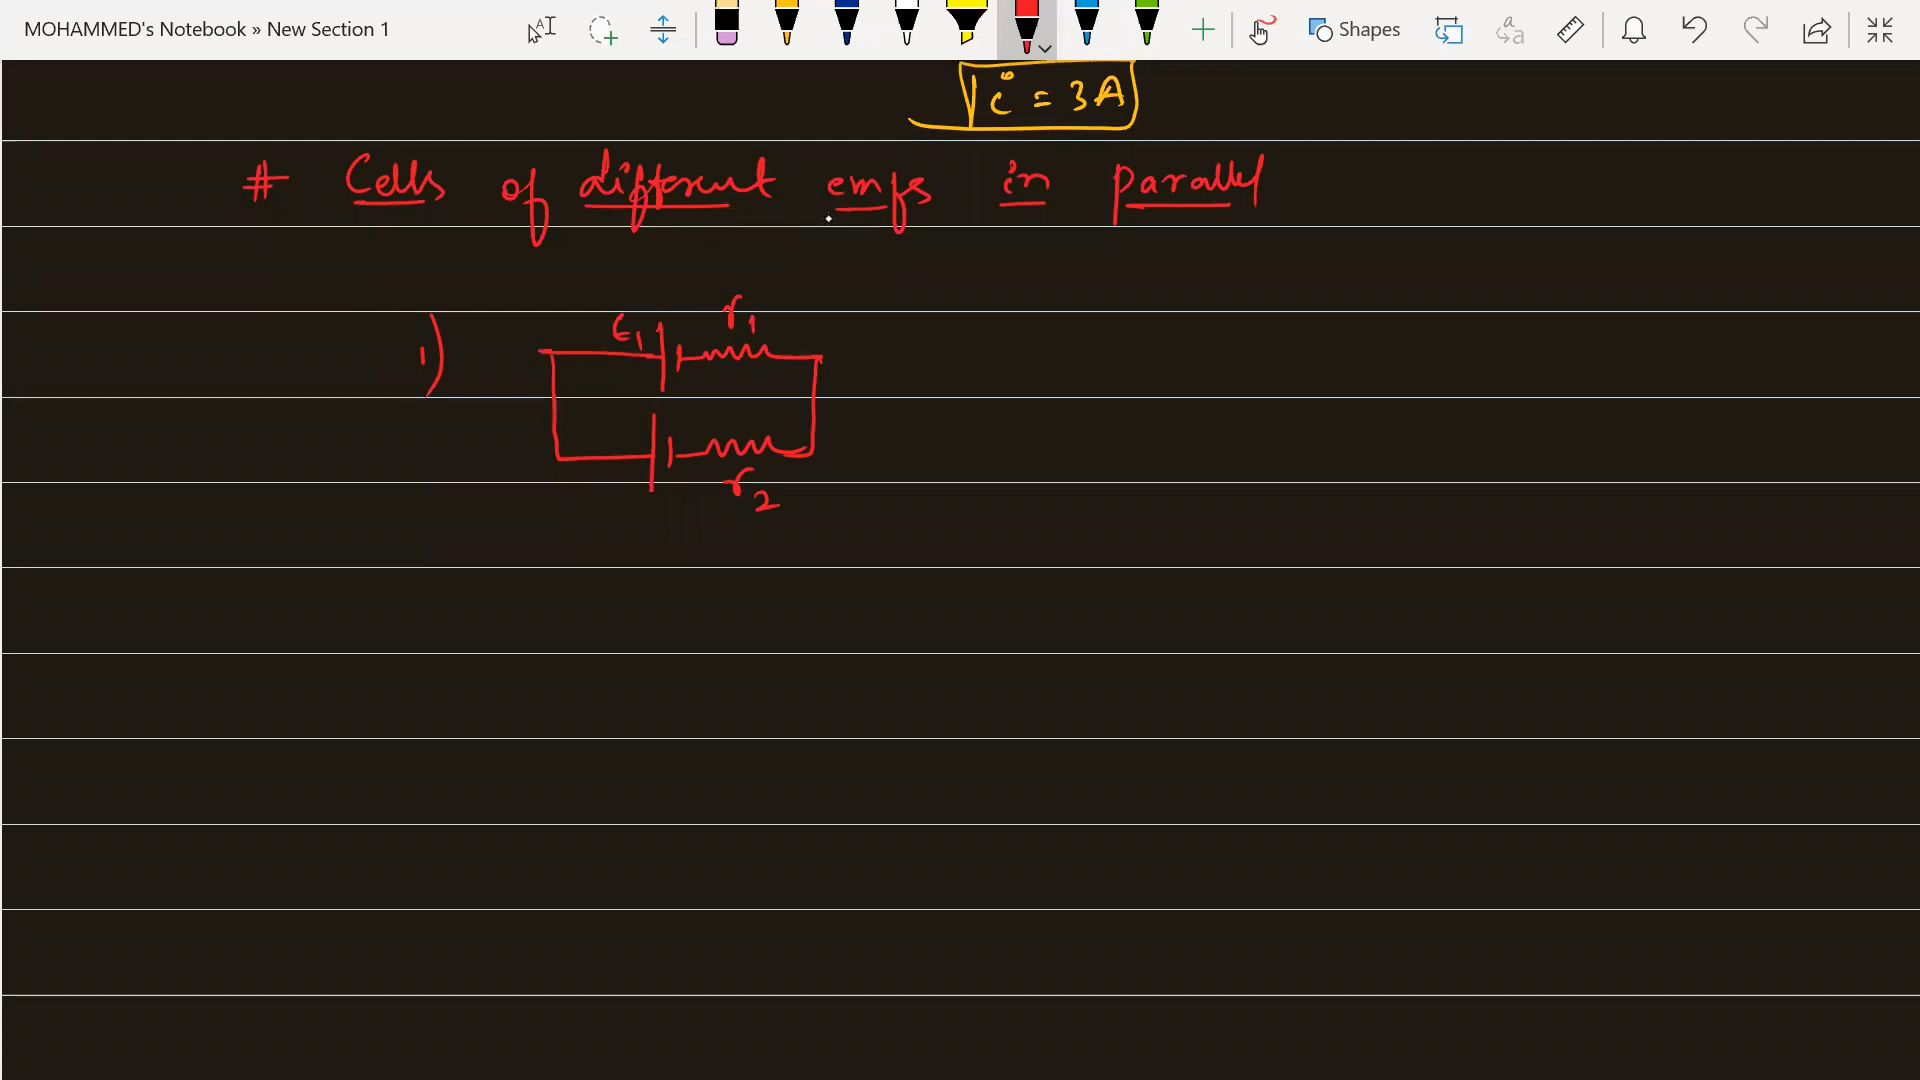 MOHAMMED's Notebook » New Section 1
Shapes
i = 3A
# Cells of different emfs in parallel
1)
ϵ1
r1
r2